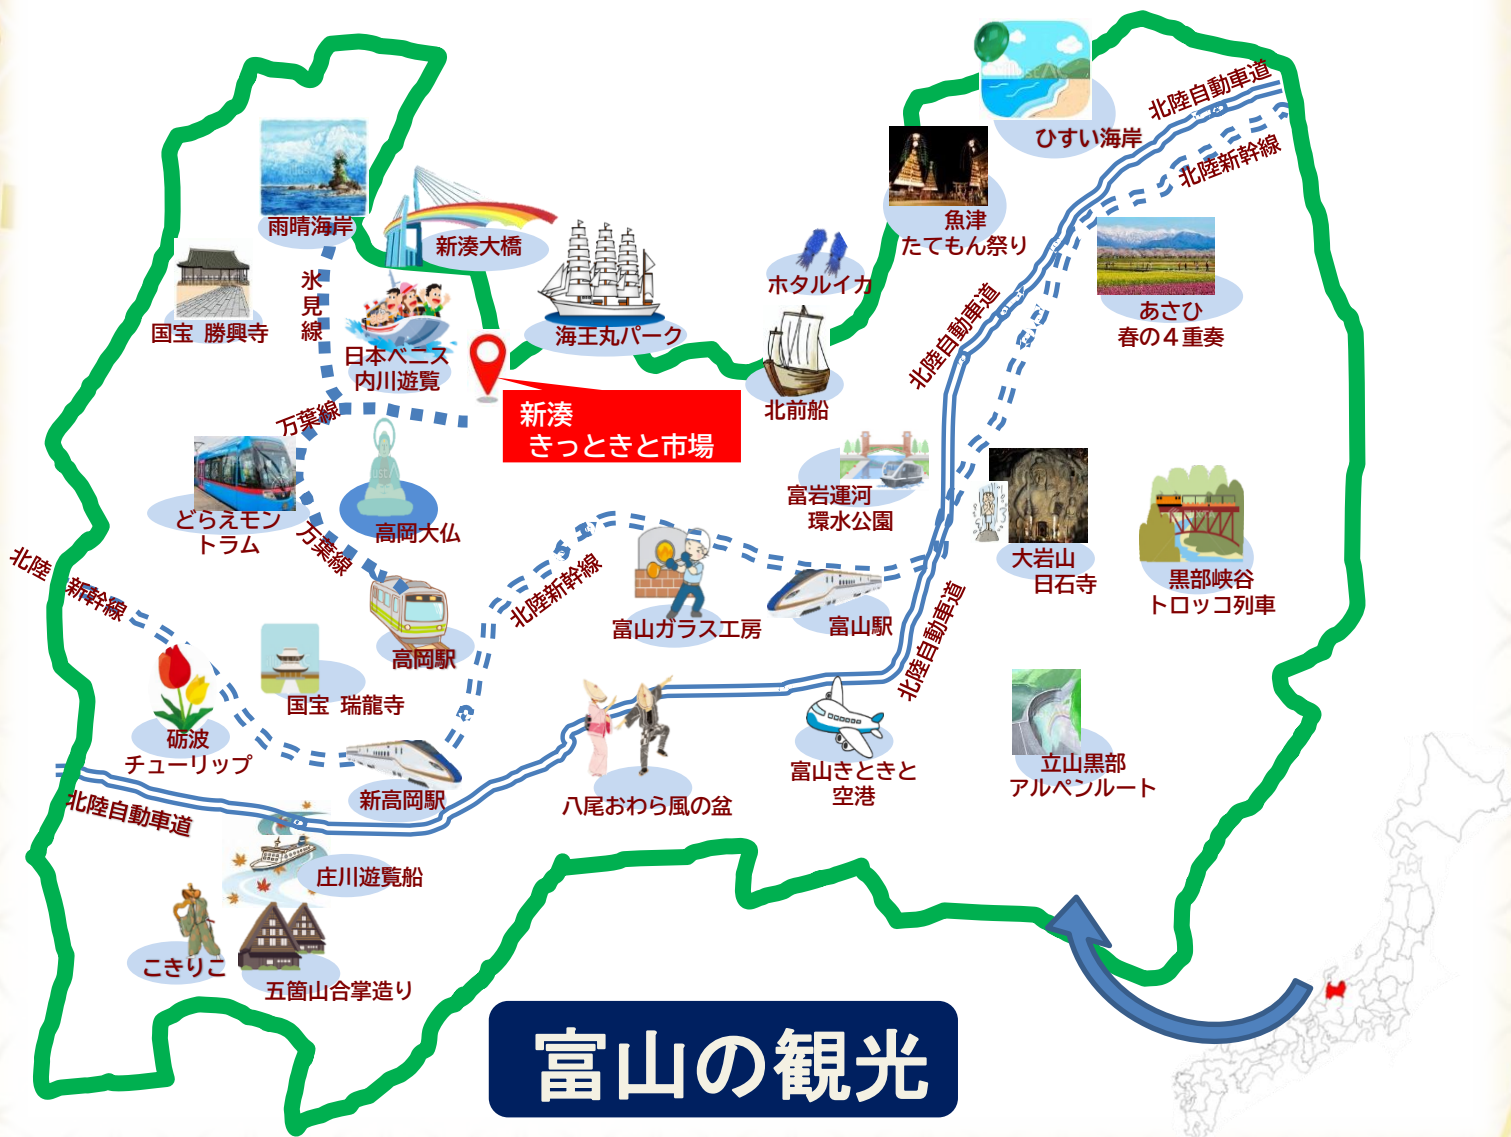 ひすい海岸
北陸自動車道
北陸新幹線
魚津
たてもん祭り
雨晴海岸
新湊大橋
氷見線
国宝 勝興寺
海王丸パーク
ホタルイカ
あさひ
春の４重奏
日本ベニス
内川遊覧
北陸自動車道
北前船
新湊
きっときと市場
万葉線
どらえモン
トラム
高岡大仏
万葉線
富岩運河
環水公園
大岩山
日石寺
黒部峡谷
トロッコ列車
北陸新幹線
北陸新幹線
富山ガラス工房
富山駅
北陸自動車道
高岡駅
国宝 瑞龍寺
砺波
チューリップ
新高岡駅
八尾おわら風の盆
富山きときと
空港
立山黒部
アルペンルート
北陸自動車道
庄川遊覧船
こきりこ
五箇山合掌造り
富山の観光